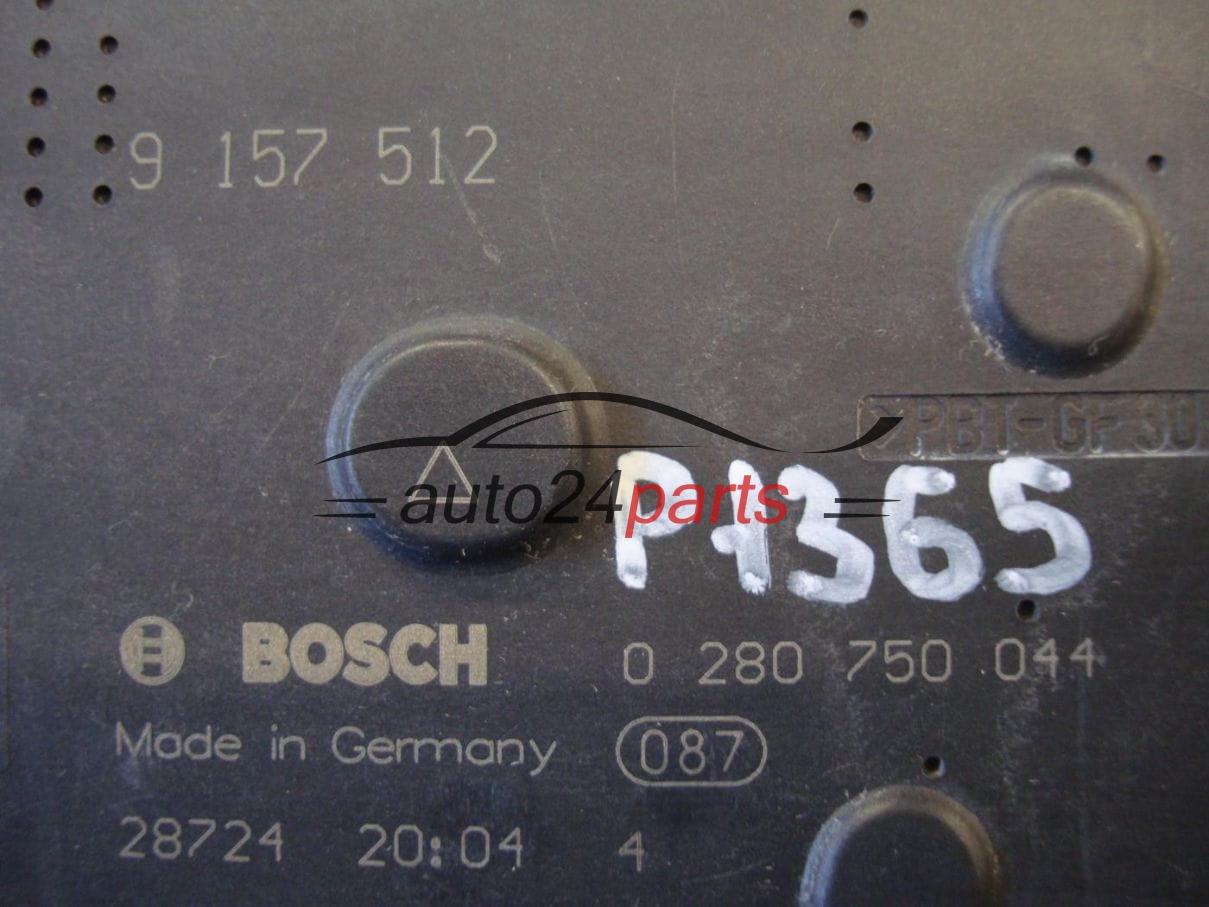 9 157 512
>PBT-GF30
auto24parts
P1365
BOSCH 0 280 750 044
Made in Germany 087
28724 20:04 4